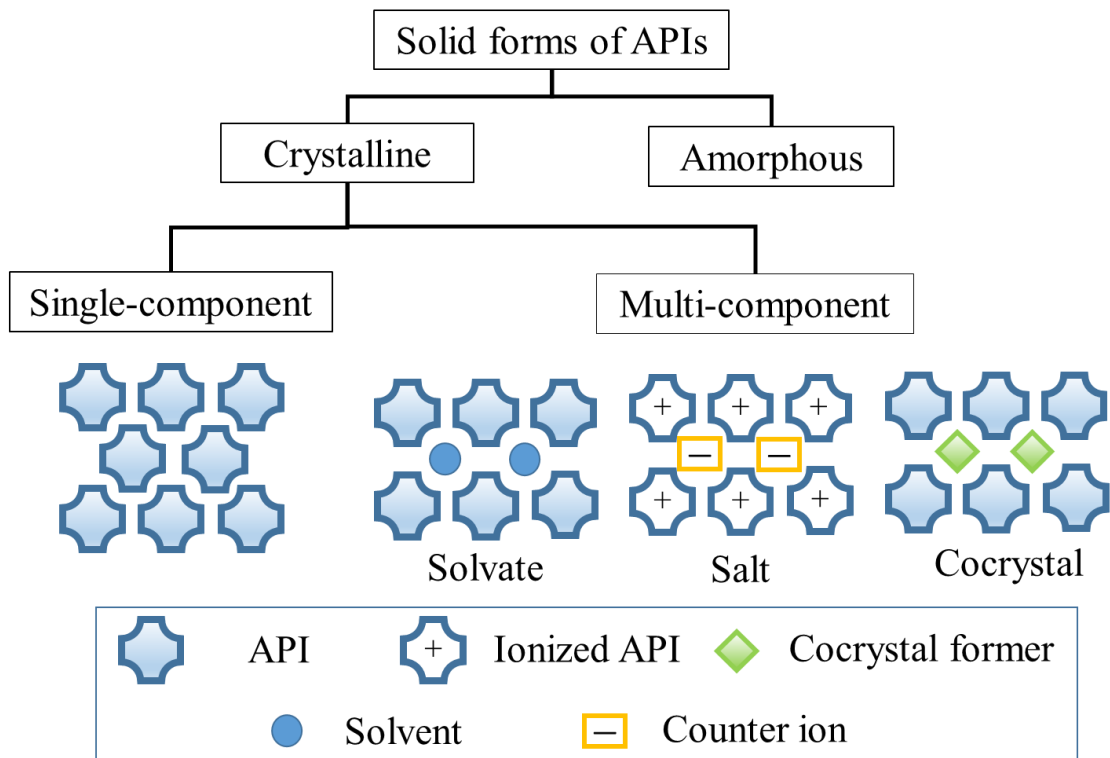 Solid forms of APIs
Crystalline
Amorphous
Single-component
Multi-component
+ + +
− −
+ + +
Solvate
Salt
Cocrystal
API
+ Ionized API
Cocrystal former
Solvent
− Counter ion